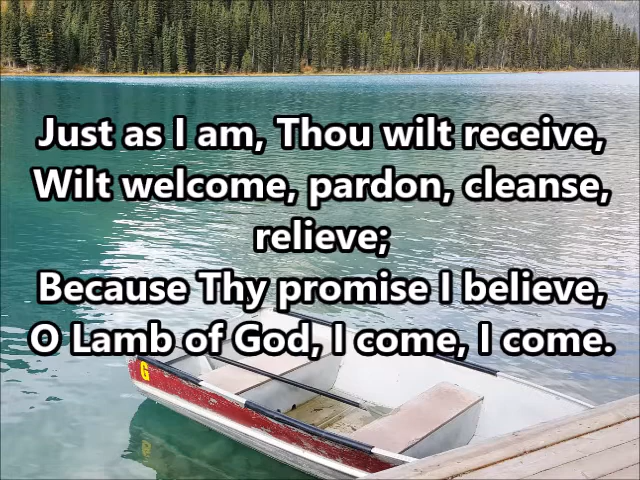 Just as I am, Thou wilt receive,
Wilt welcome, pardon, cleanse,
relieve;
Because Thy promise I believe,
O Lamb of God, I come, I come.
6